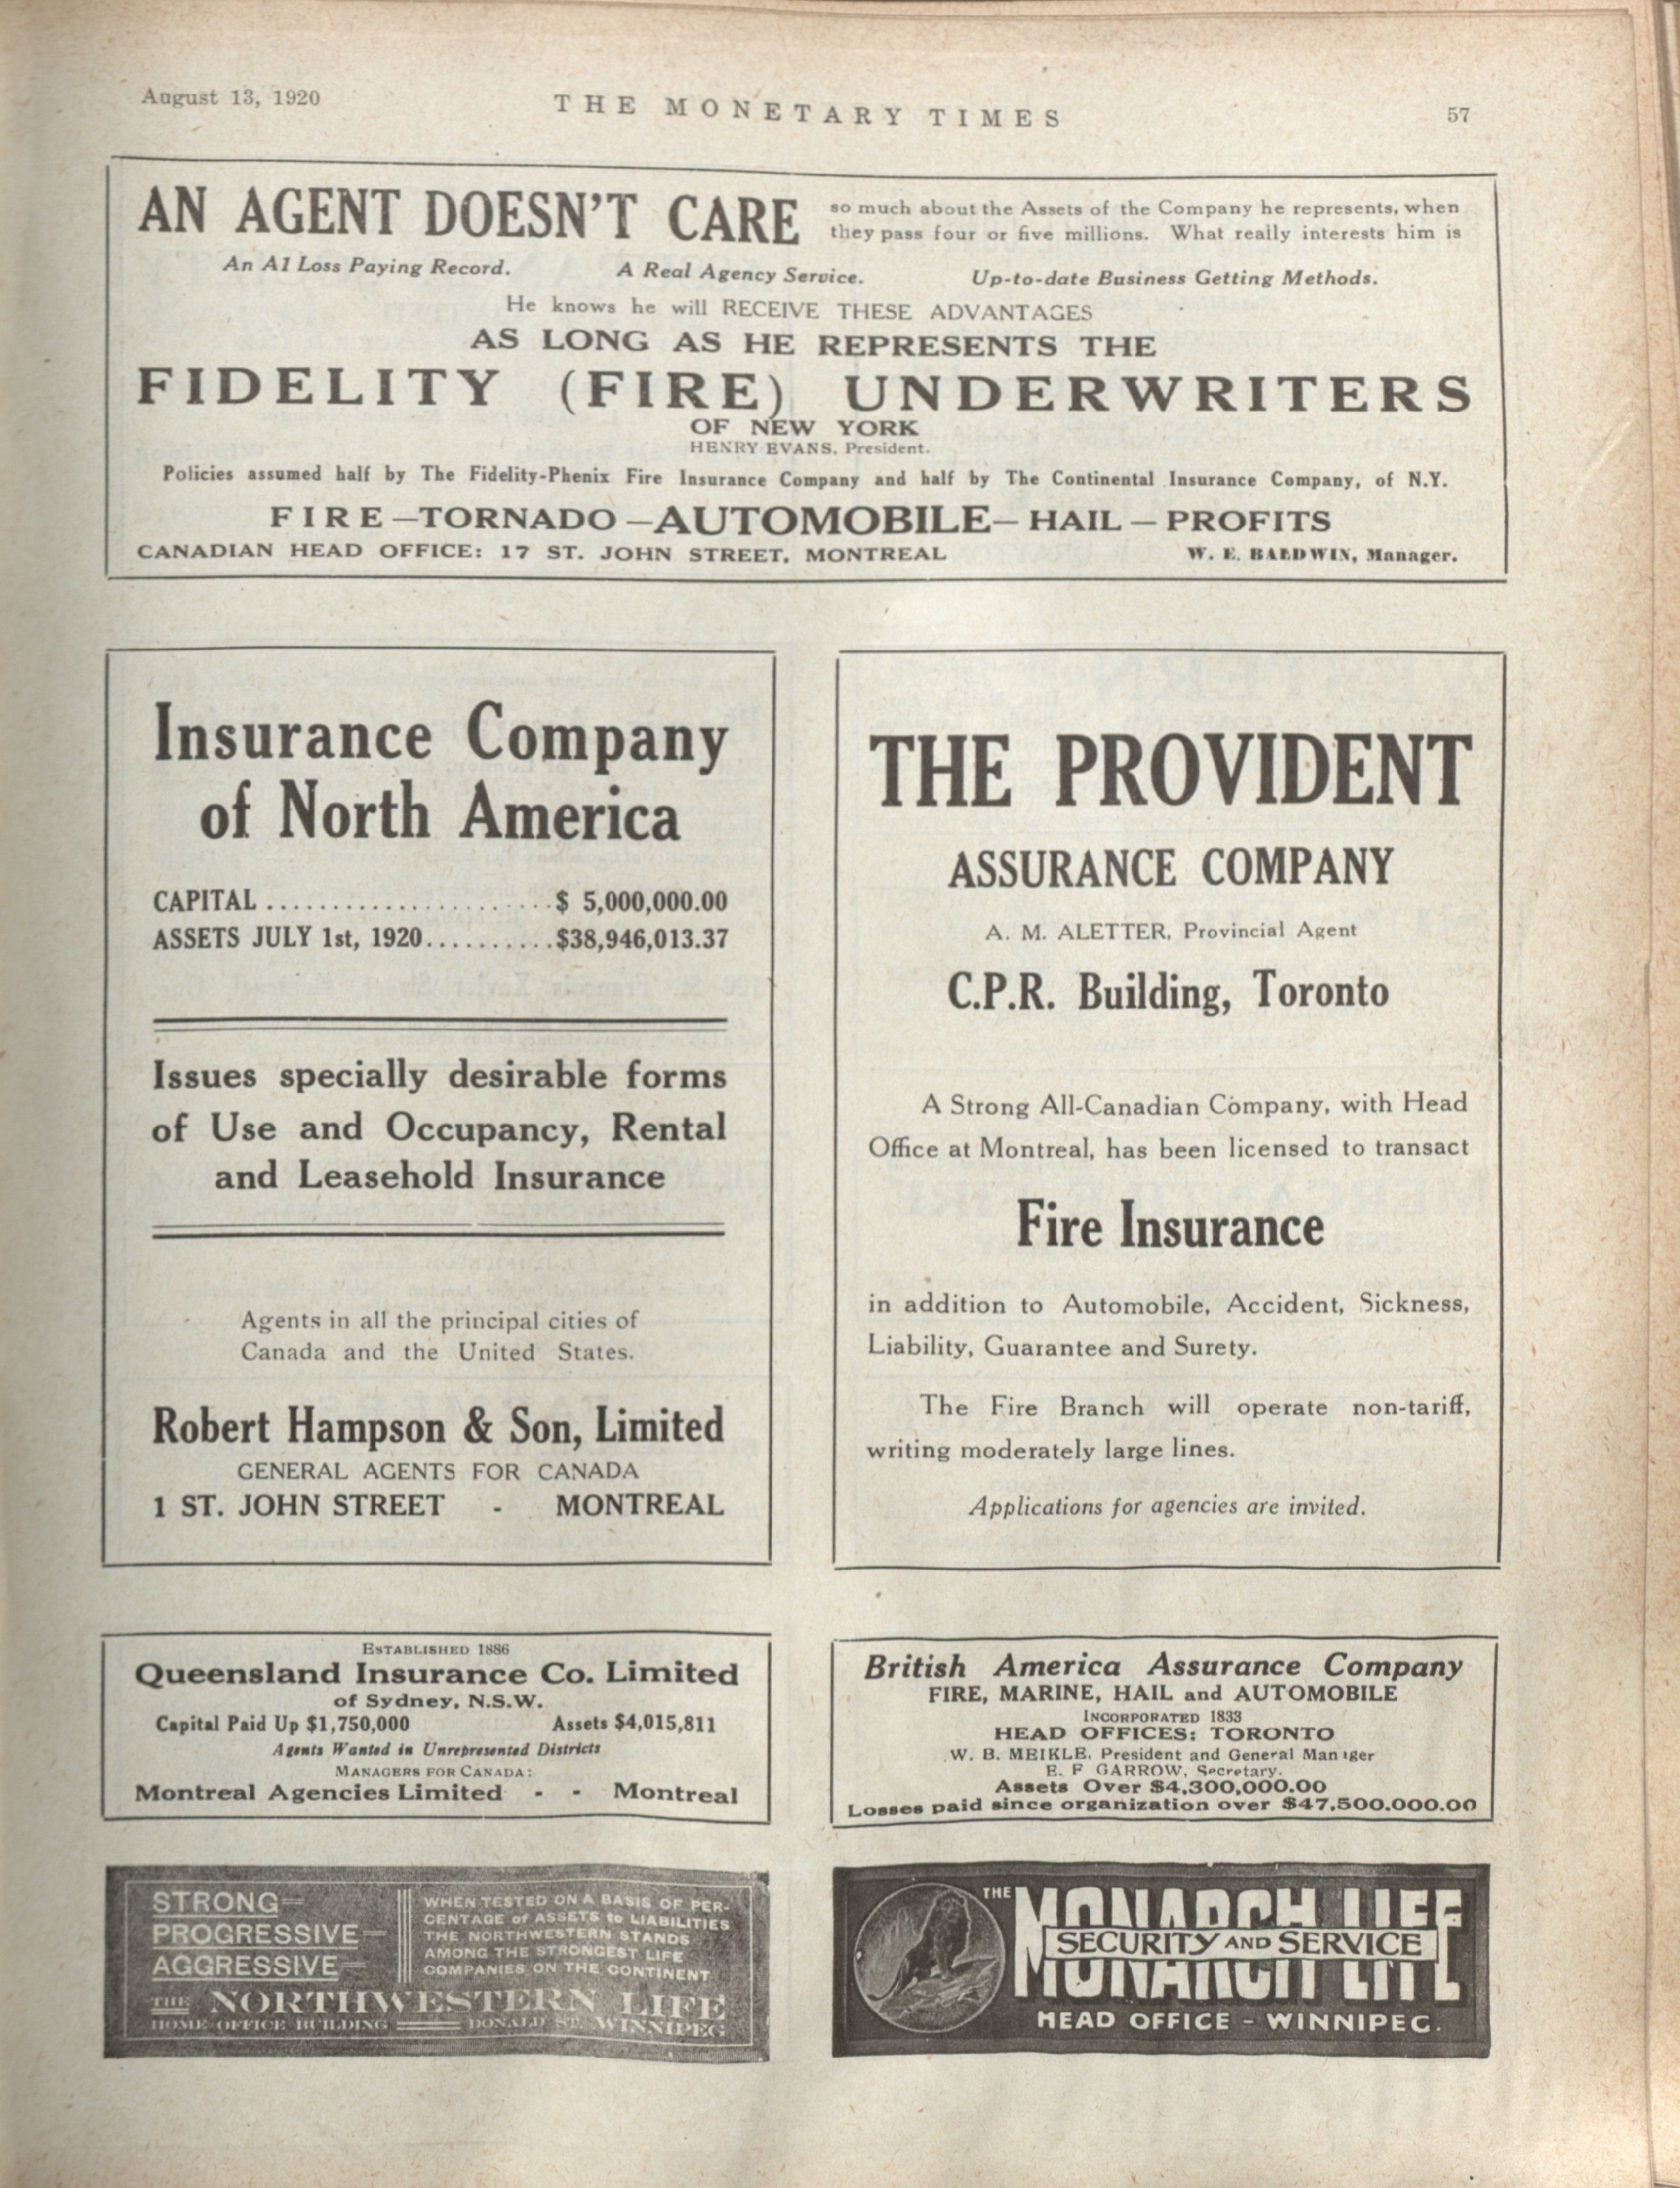 August 13, 1920
THE MONETARY TIMES
57
AN AGENT DOESN'T CARE
so much about the Assets of the Company he represents, when
they pass four or five millions. What really interests him is
An A1 Loss Paying Record. A Real Agency Service. Up-to-date Business Getting Methods.
He knows he will RECEIVE THESE ADVANTAGES
AS LONG AS HE REPRESENTS THE
FIDELITY (FIRE) UNDERWRITERS
OF NEW YORK
HENRY EVANS, President.
Policies assumed half by The Fidelity-Phenix Fire Insurance Company and half by The Continental Insurance Company, of N.Y.
FIRE—TORNADO—AUTOMOBILE—HAIL—PROFITS
CANADIAN HEAD OFFICE: 17 ST. JOHN STREET, MONTREAL W. E. BALDWIN, Manager.
Insurance Company
of North America
CAPITAL ......................$ 5,000,000.00
ASSETS JULY 1st, 1920..........$38,946,013.37
Issues specially desirable forms
of Use and Occupancy, Rental
and Leasehold Insurance
Agents in all the principal cities of
Canada and the United States.
Robert Hampson & Son, Limited
GENERAL AGENTS FOR CANADA
1 ST. JOHN STREET - MONTREAL
THE PROVIDENT
ASSURANCE COMPANY
A. M. ALETTER, Provincial Agent
C.P.R. Building, Toronto
A Strong All-Canadian Company, with Head
Office at Montreal, has been licensed to transact
Fire Insurance
in addition to Automobile, Accident, Sickness,
Liability, Guarantee and Surety.
The Fire Branch will operate non-tariff,
writing moderately large lines.
Applications for agencies are invited.
ESTABLISHED 1886
Queensland Insurance Co. Limited
of Sydney, N.S.W.
Capital Paid Up $1,750,000 Assets $4,015,811
Agents Wanted in Unrepresented Districts
MANAGERS FOR CANADA:
Montreal Agencies Limited - - Montreal
British America Assurance Company
FIRE, MARINE, HAIL and AUTOMOBILE
INCORPORATED 1833
HEAD OFFICES: TORONTO
W. B. MEIKLE, President and General Manager
E. F GARROW, Secretary.
Assets Over $4,300,000.00
Losses paid since organization over $47,500,000.00
STRONG
PROGRESSIVE
AGGRESSIVE
WHEN TESTED ON A BASIS OF PER-
CENTAGE of ASSETS to LIABILITIES
THE NORTHWESTERN STANDS
AMONG THE STRONGEST LIFE
COMPANIES ON THE CONTINENT
THE NORTHWESTERN LIFE
HOME OFFICE BUILDING DONALD ST. WINNIPEG
THE MONARCH LIFE
SECURITY AND SERVICE
HEAD OFFICE - WINNIPEG.